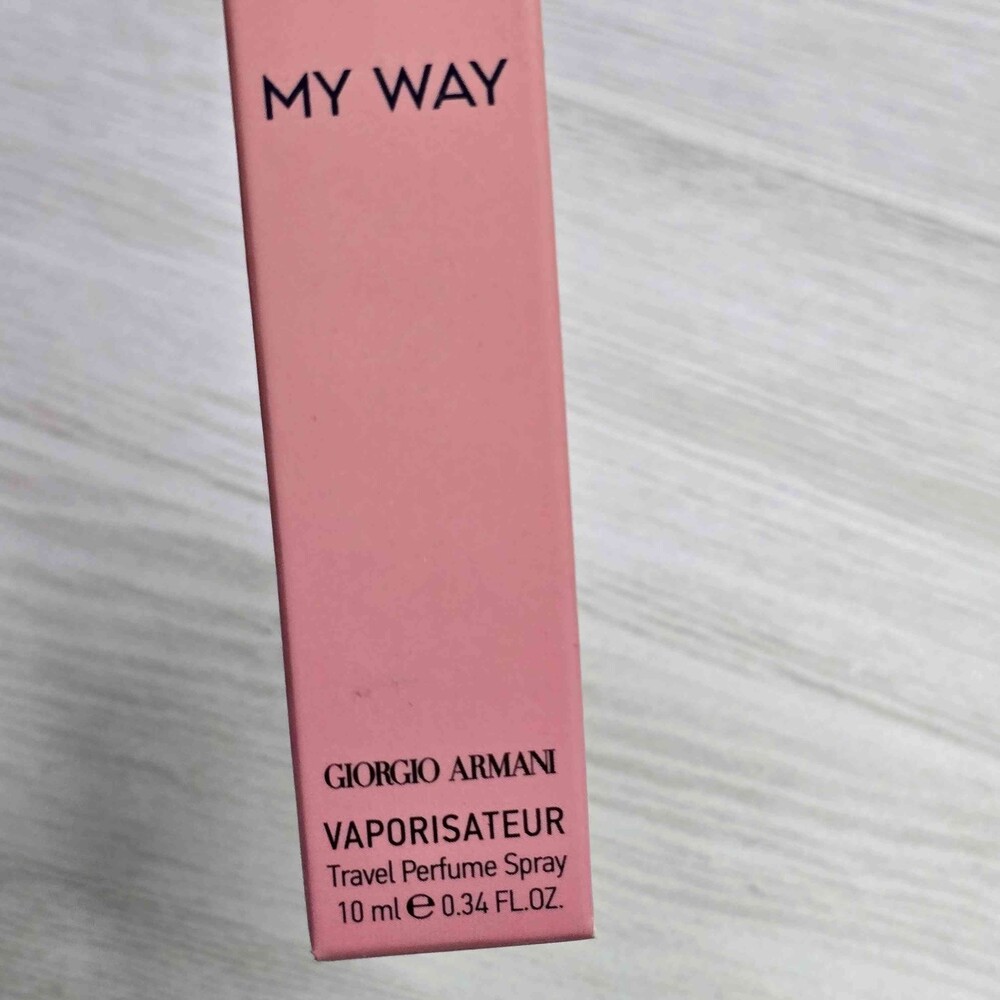 MY WAY
GIORGIO ARMANI
VAPORISATEUR
Travel Perfume Spray
10 ml ℮ 0.34 FL.OZ.